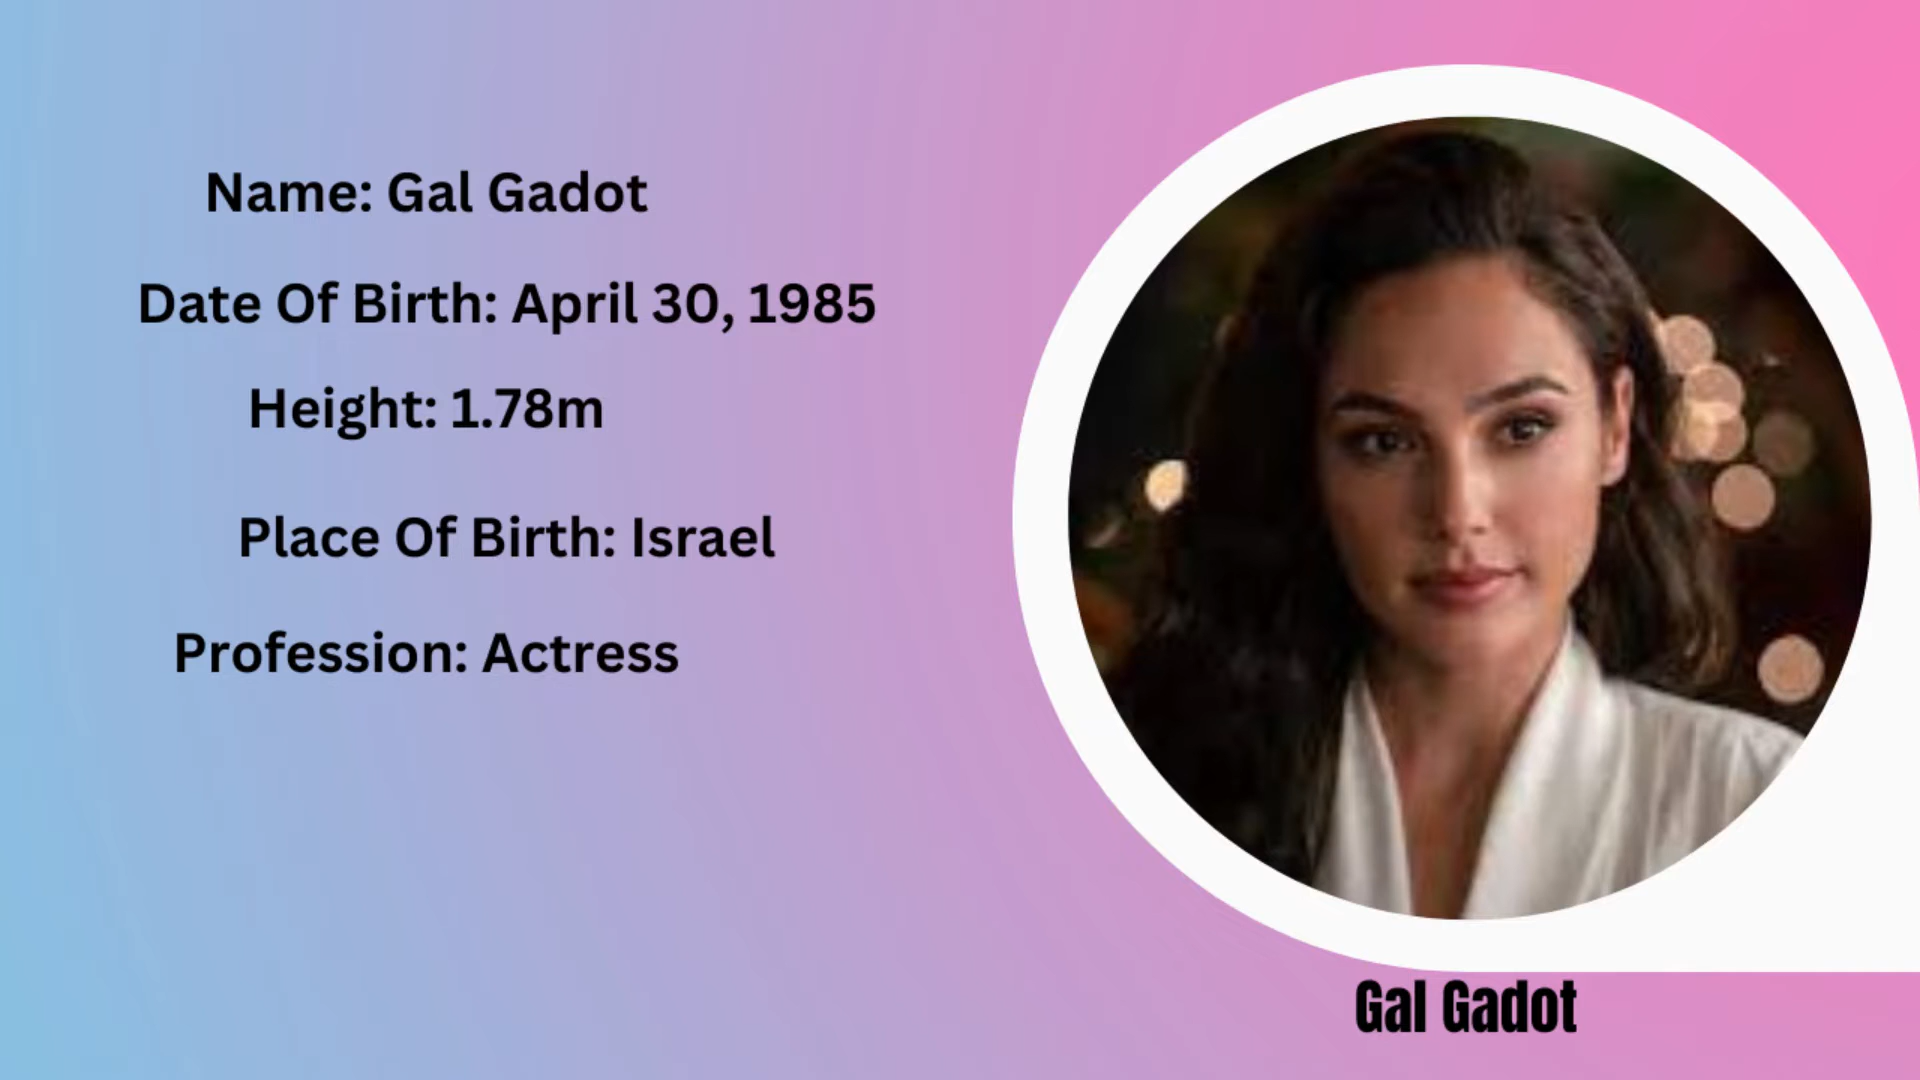 Name: Gal Gadot
Date Of Birth: April 30, 1985
Height: 1.78m
Place Of Birth: Israel
Profession: Actress
Gal Gadot